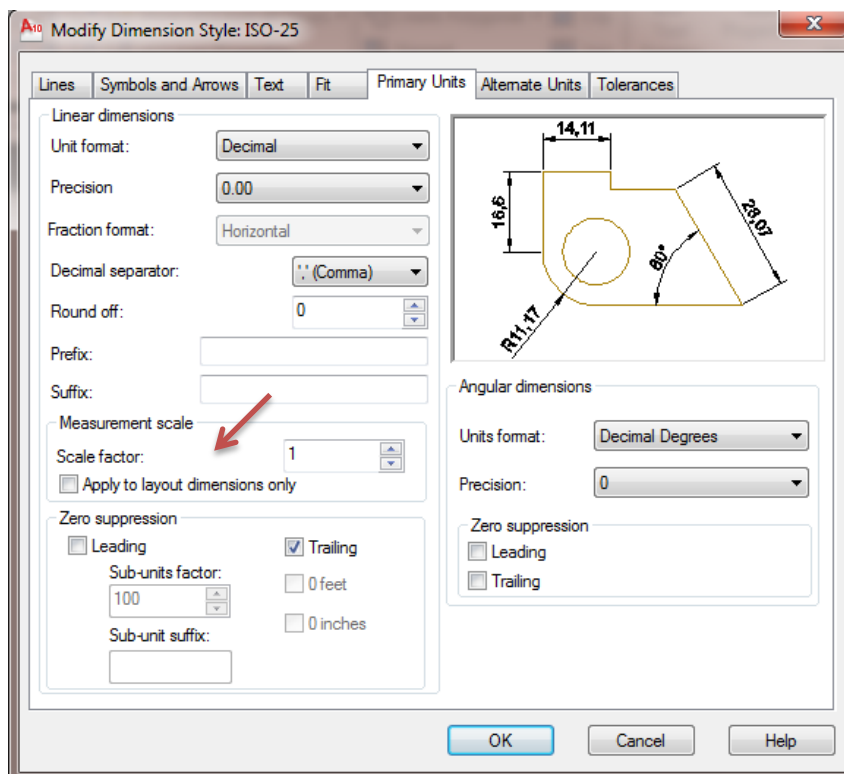 A10 Modify Dimension Style: ISO-25
X
Lines Symbols and Arrows Text Fit Primary Units Alternate Units Tolerances
Linear dimensions
Unit format: Decimal
Precision 0.00
Fraction format: Horizontal
Decimal separator: ',' (Comma)
Round off: 0
Prefix:
Suffix:
Measurement scale
Scale factor: 1
Apply to layout dimensions only
Zero suppression
Leading Trailing
Sub-units factor: 0 feet
100
0 inches
Sub-unit suffix:
14,11
16,6
28,07
60°
R11,17
Angular dimensions
Units format: Decimal Degrees
Precision: 0
Zero suppression
Leading
Trailing
OK Cancel Help